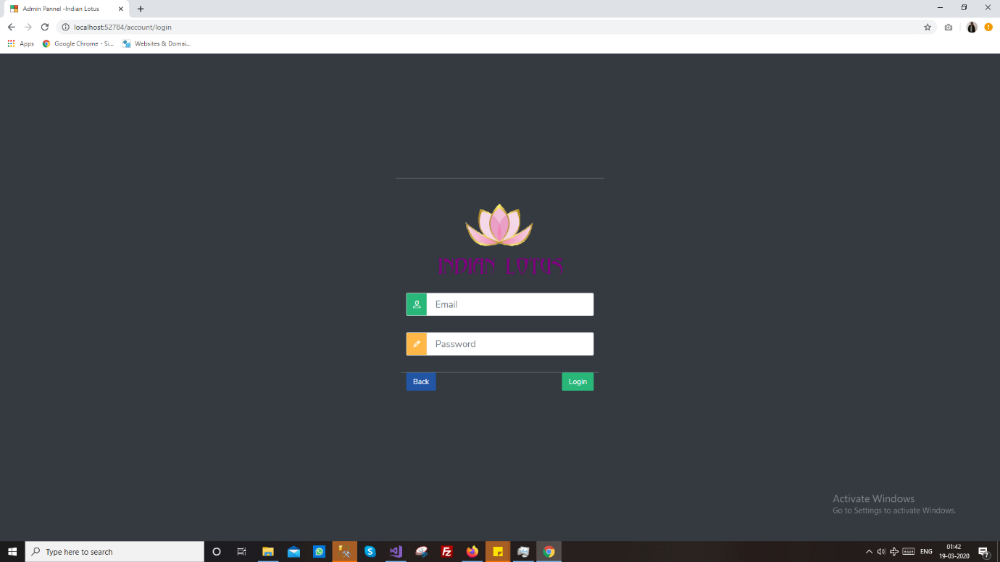 Admin Pannel -Indian Lotus
localhost:52784/account/login
Apps
Google Chrome - Si...
Websites & Domai...
INDIAN LOTUS
Email
Password
Back
Login
Activate Windows
Go to Settings to activate Windows.
Type here to search
ENG
01:42
19-03-2020
7